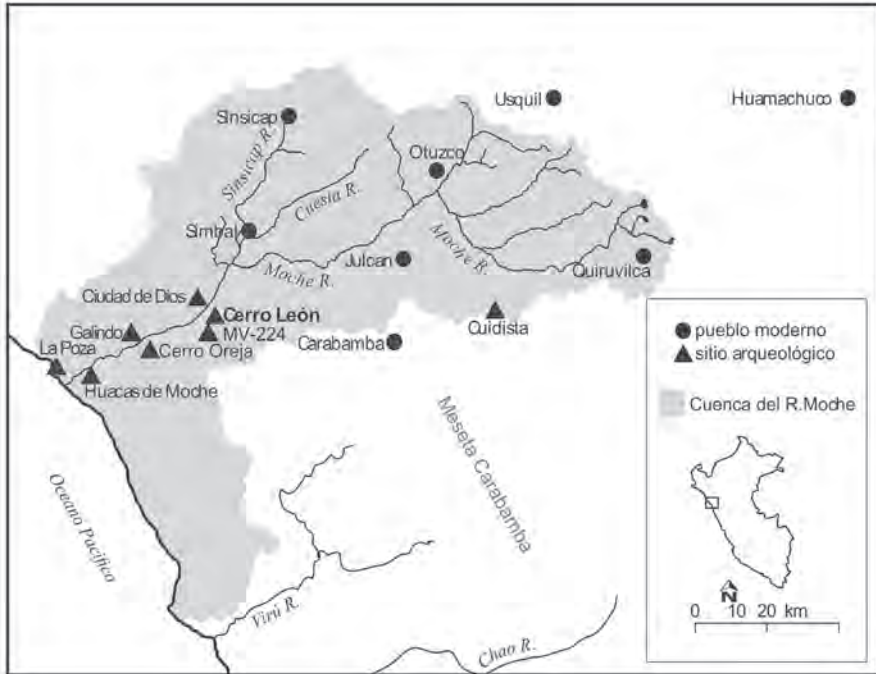 Usquil
Huamachuco
Sinsicap
Otuzco
Sinsicap R.
Cuesta R.
Simbal
Moche R.
Julcan
Moche R.
Quiruvilca
Ciudad de Dios
Cerro León
MV-224
Quidista
Galindo
La Poza
Cerro Oreja
Carabamba
Huacas de Moche
Meseta Carabamba
Oceano Pacífico
Virú R.
Chao R.
pueblo moderno
sitio arqueológico
Cuenca del R.Moche
N
0 10 20 km